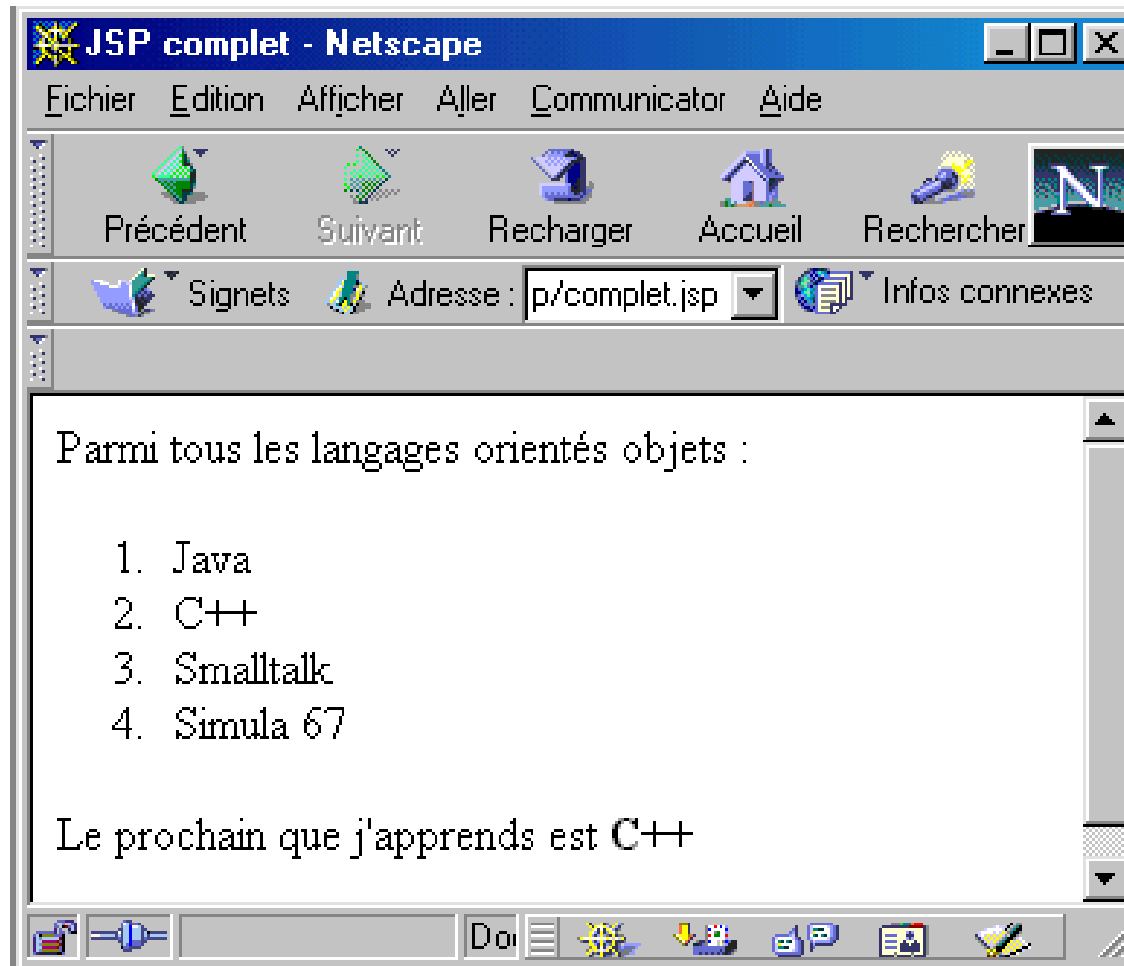 JSP complet - Netscape
Fichier Edition Afficher Aller Communicator Aide
Précédent Suivant Recharger Accueil Rechercher N
Signets Adresse : p/complet.jsp Infos connexes
Parmi tous les langages orientés objets :
1. Java
2. C++
3. Smalltalk
4. Simula 67
Le prochain que j'apprends est C++